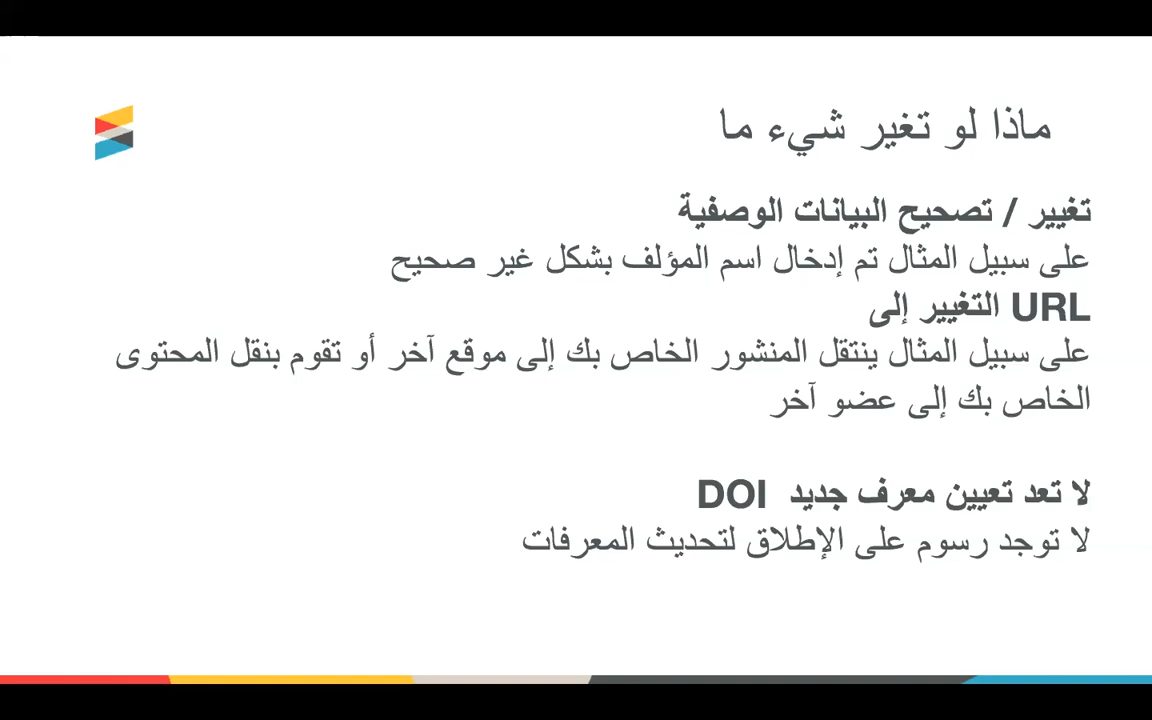 ماذا لو تغير شيء ما
تغيير / تصحيح البيانات الوصفية
على سبيل المثال تم إدخال اسم المؤلف بشكل غير صحيح
URL التغيير إلى
على سبيل المثال ينتقل المنشور الخاص بك إلى موقع آخر أو تقوم بنقل المحتوى
الخاص بك إلى عضو آخر
لا تعد تعيين معرف جديد DOI
لا توجد رسوم على الإطلاق لتحديث المعرفات